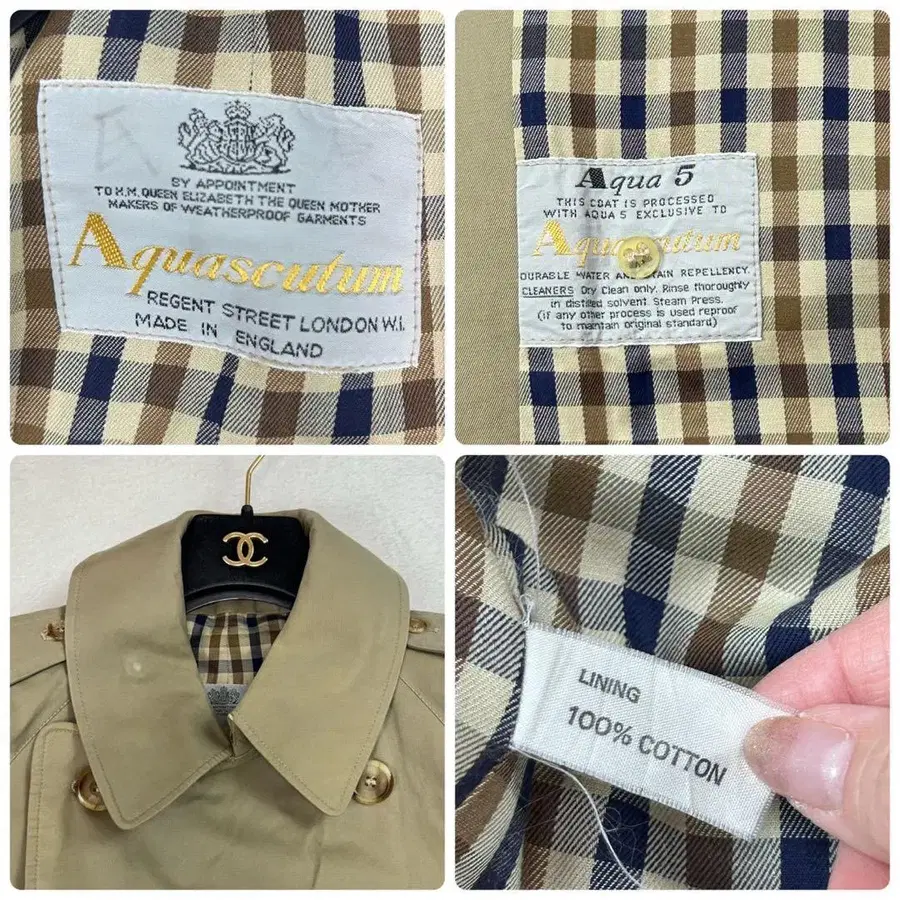 BY APPOINTMENT
TO H.M. QUEEN ELIZABETH THE QUEEN MOTHER
MAKERS OF WEATHERPROOF GARMENTS
Aquascutum
REGENT STREET LONDON W.I.
MADE IN ENGLAND
Aqua 5
THIS COAT IS PROCESSED
WITH AQUA 5 EXCLUSIVE TO
Aquascutum
DURABLE WATER AND STAIN REPELLENCY.
CLEANERS Dry Clean only. Rinse thoroughly
in distilled solvent. Steam Press.
(if any other process is used reproof
to maintain original standard)
LINING
100% COTTON